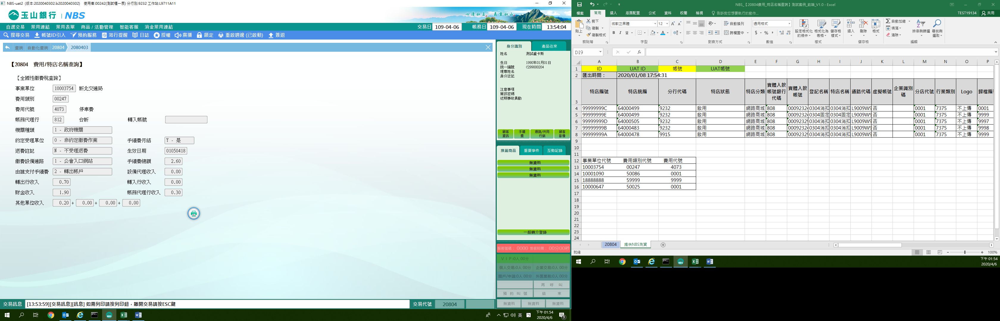 NBS-uat2 (版本:2020040302.b2020040302) 使用者:00242(測試櫃一辰) 分行別:9232 工作站:L9711A11
玉山銀行 | NBS
心清如玉 義重如山
自選交易 常用連結 常用表單 商品 / 活動管理 智能客服 消金常用連結
交易日 109-04-06 帳務日 109-04-06 現在時間 13:54:04
搜尋交易 帳號ID引入 預約服務 蒞行提醒 日誌 授權 廣播 鎖定 重啟週邊 (已啟動) 簽退
查詢 自動化查詢 20804 2080403
【20804 費用/特店名稱查詢】
【全國性繳費稅查詢】
事業單位 10003754 新北交通局
費用類別 00247
費用代號 4073 停車費
帳務代理行 812 台新 轉入帳號
機關種類 1 - 政府機關
約定受理單位 0 - 非約定繳費作業 手續費月結 Y - 是
退費註記 N - 不受理退費 生效日期 01050418
繳費設備通路 1 - 公會入口網站 手續費總額 2.60
由誰支付手續費 2 - 轉出帳戶 設備代理收入 0.00
轉出行收入 0.70 轉入行收入 0.00
財金收入 1.90 帳務代理行收入 0.30
其他單位收入 0.20 + 0.00 + 0.00 + 0.00
身分識別 產品往來
姓名 測試盧卡斯
生日 1990年01月01日
統一編號 C299000204
理專姓名
身分註記
注意事項
簡訊密碼
近期事故異動
顧客資訊 手續費 通路/共同行銷 顧客影像
推薦商品 重要事件 互動記錄
無資料
無資料
無資料
一般轉介登錄
服務號碼: 0000 等候時間: 00分00秒
V I P:0人 00分
個人交易:0人 00分 企業交易:0人 00分
開戶/申請:0人 00分 外匯業務:0人 00分
再 呼 叫
預 約 叫 號 結 束
無資料 無資料 無資料
交易訊息 [13:53:59][交易訊息][訊息] 如需列印請按列印鈕，離開交易請按ESC鍵 交易代號 20804
英 下午 01:54
2020/4/6 3
NBS_【20804費用_特店名稱查詢】測試案例_前端_V1.0 - Excel
檔案 常用 插入 版面配置 公式 資料 校閱 檢視 告訴我您想要執行的動作... TEST19134 共用
貼上 剪下 複製 複製格式 剪貼簿
微軟正黑體 12 B I U 字型
自動換列 跨欄置中 對齊方式
通用格式 $ % 數值
設定格式化的條件 格式化為表格 儲存格樣式 樣式
插入 刪除 格式 儲存格
自動加總 填滿 清除 排序與篩選 尋找與選取 編輯
D19 fx
A B C D E F G H I J K L M N O P
1 ID UAT ID 帳號 UAT帳號
2 匯出時間： 2020/01/08 17:54:31
3 特店編號 特店統編 分行代碼 特店狀態 特店分類 實體入款帳號銀行代碼 實體入款帳號 登記名稱 特店名稱 通路代碼 虛擬帳號 企業識別碼 分店代號 行業類別 Logo 歸檔編
4 99999999C 64000499 9232 啟用 網路商城 808 00092324 0304消扣 0304消扣 L9009W9 否 0001 7375 不上傳 0001
5 99999999E 64000499 9232 啟用 網路商城 808 00092324 0304固定 0304固定 L9009W9 否 0001 7375 不上傳 9999
6 99999999D 64000505 9232 啟用 網路商城 808 00092329 0304固定 0304固定 L9009W9 否 0001 7375 不上傳 9997
7 99999999B 64000483 9232 啟用 網路商城 808 00092329 0304消扣 0304消扣 L9009W9 否 0001 7375 不上傳 9998
8 99999999A 64000478 9915 啟用 網路商城 808 00092329 0304消扣 0304消扣 L9009W9 否 0001 7375 不上傳 9999
9
10
11
12 事業單位代號 費用類別代號 費用代號
13 10003754 00247 4073
14 10001090 50086 0001
15 18888888 59999 9999
16 10000647 50025 0001
17
18
19
20
21
22
23
24
20804 提供NBS測資
就緒 100%
下午 01:54
2020/4/6